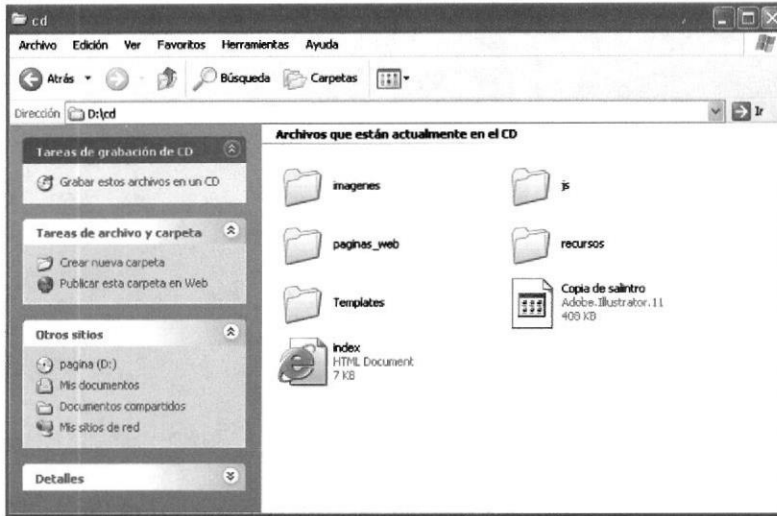 cd
Archivo Edición Ver Favoritos Herramientas Ayuda
Atrás Búsqueda Carpetas
Dirección D:\cd Ir
Tareas de grabación de CD
Grabar estos archivos en un CD
Tareas de archivo y carpeta
Crear nueva carpeta
Publicar esta carpeta en Web
Otros sitios
pagina (D:)
Mis documentos
Documentos compartidos
Mis sitios de red
Detalles
Archivos que están actualmente en el CD
imagenes
js
paginas_web
recursos
Templates
Copia de salintro
Adobe.Illustrator.11
408 KB
index
HTML Document
7 KB